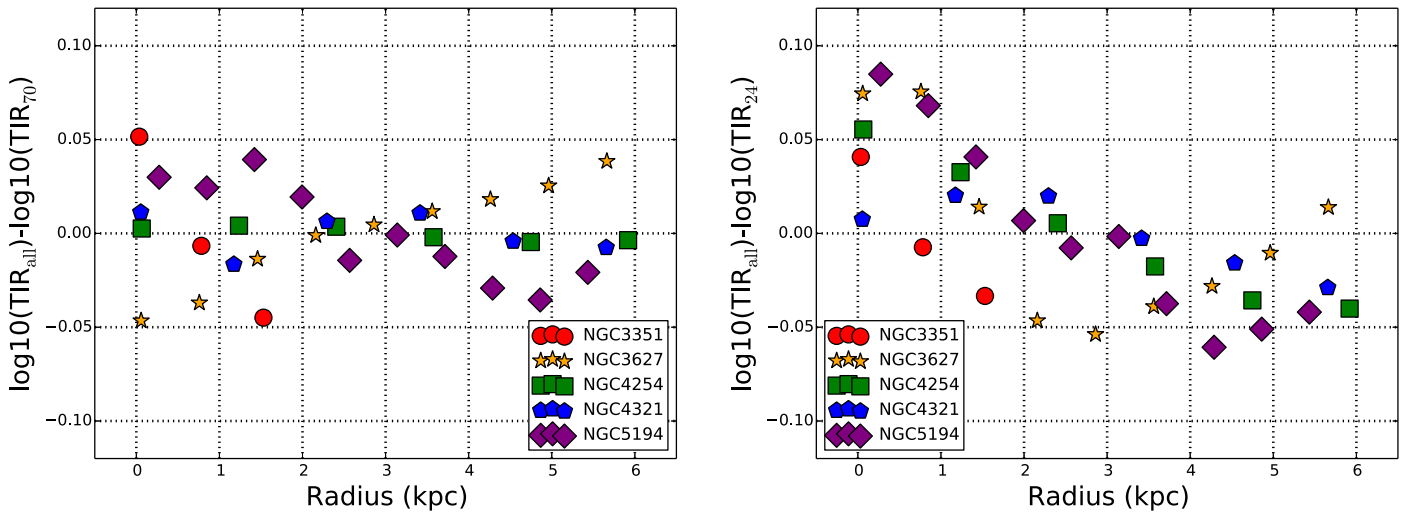 log10(TIR_all)-log10(TIR_70)
0.10
0.05
0.00
−0.05
−0.10
NGC3351
NGC3627
NGC4254
NGC4321
NGC5194
0 1 2 3 4 5 6
Radius (kpc)
log10(TIR_all)-log10(TIR_24)
0.10
0.05
0.00
−0.05
−0.10
NGC3351
NGC3627
NGC4254
NGC4321
NGC5194
0 1 2 3 4 5 6
Radius (kpc)